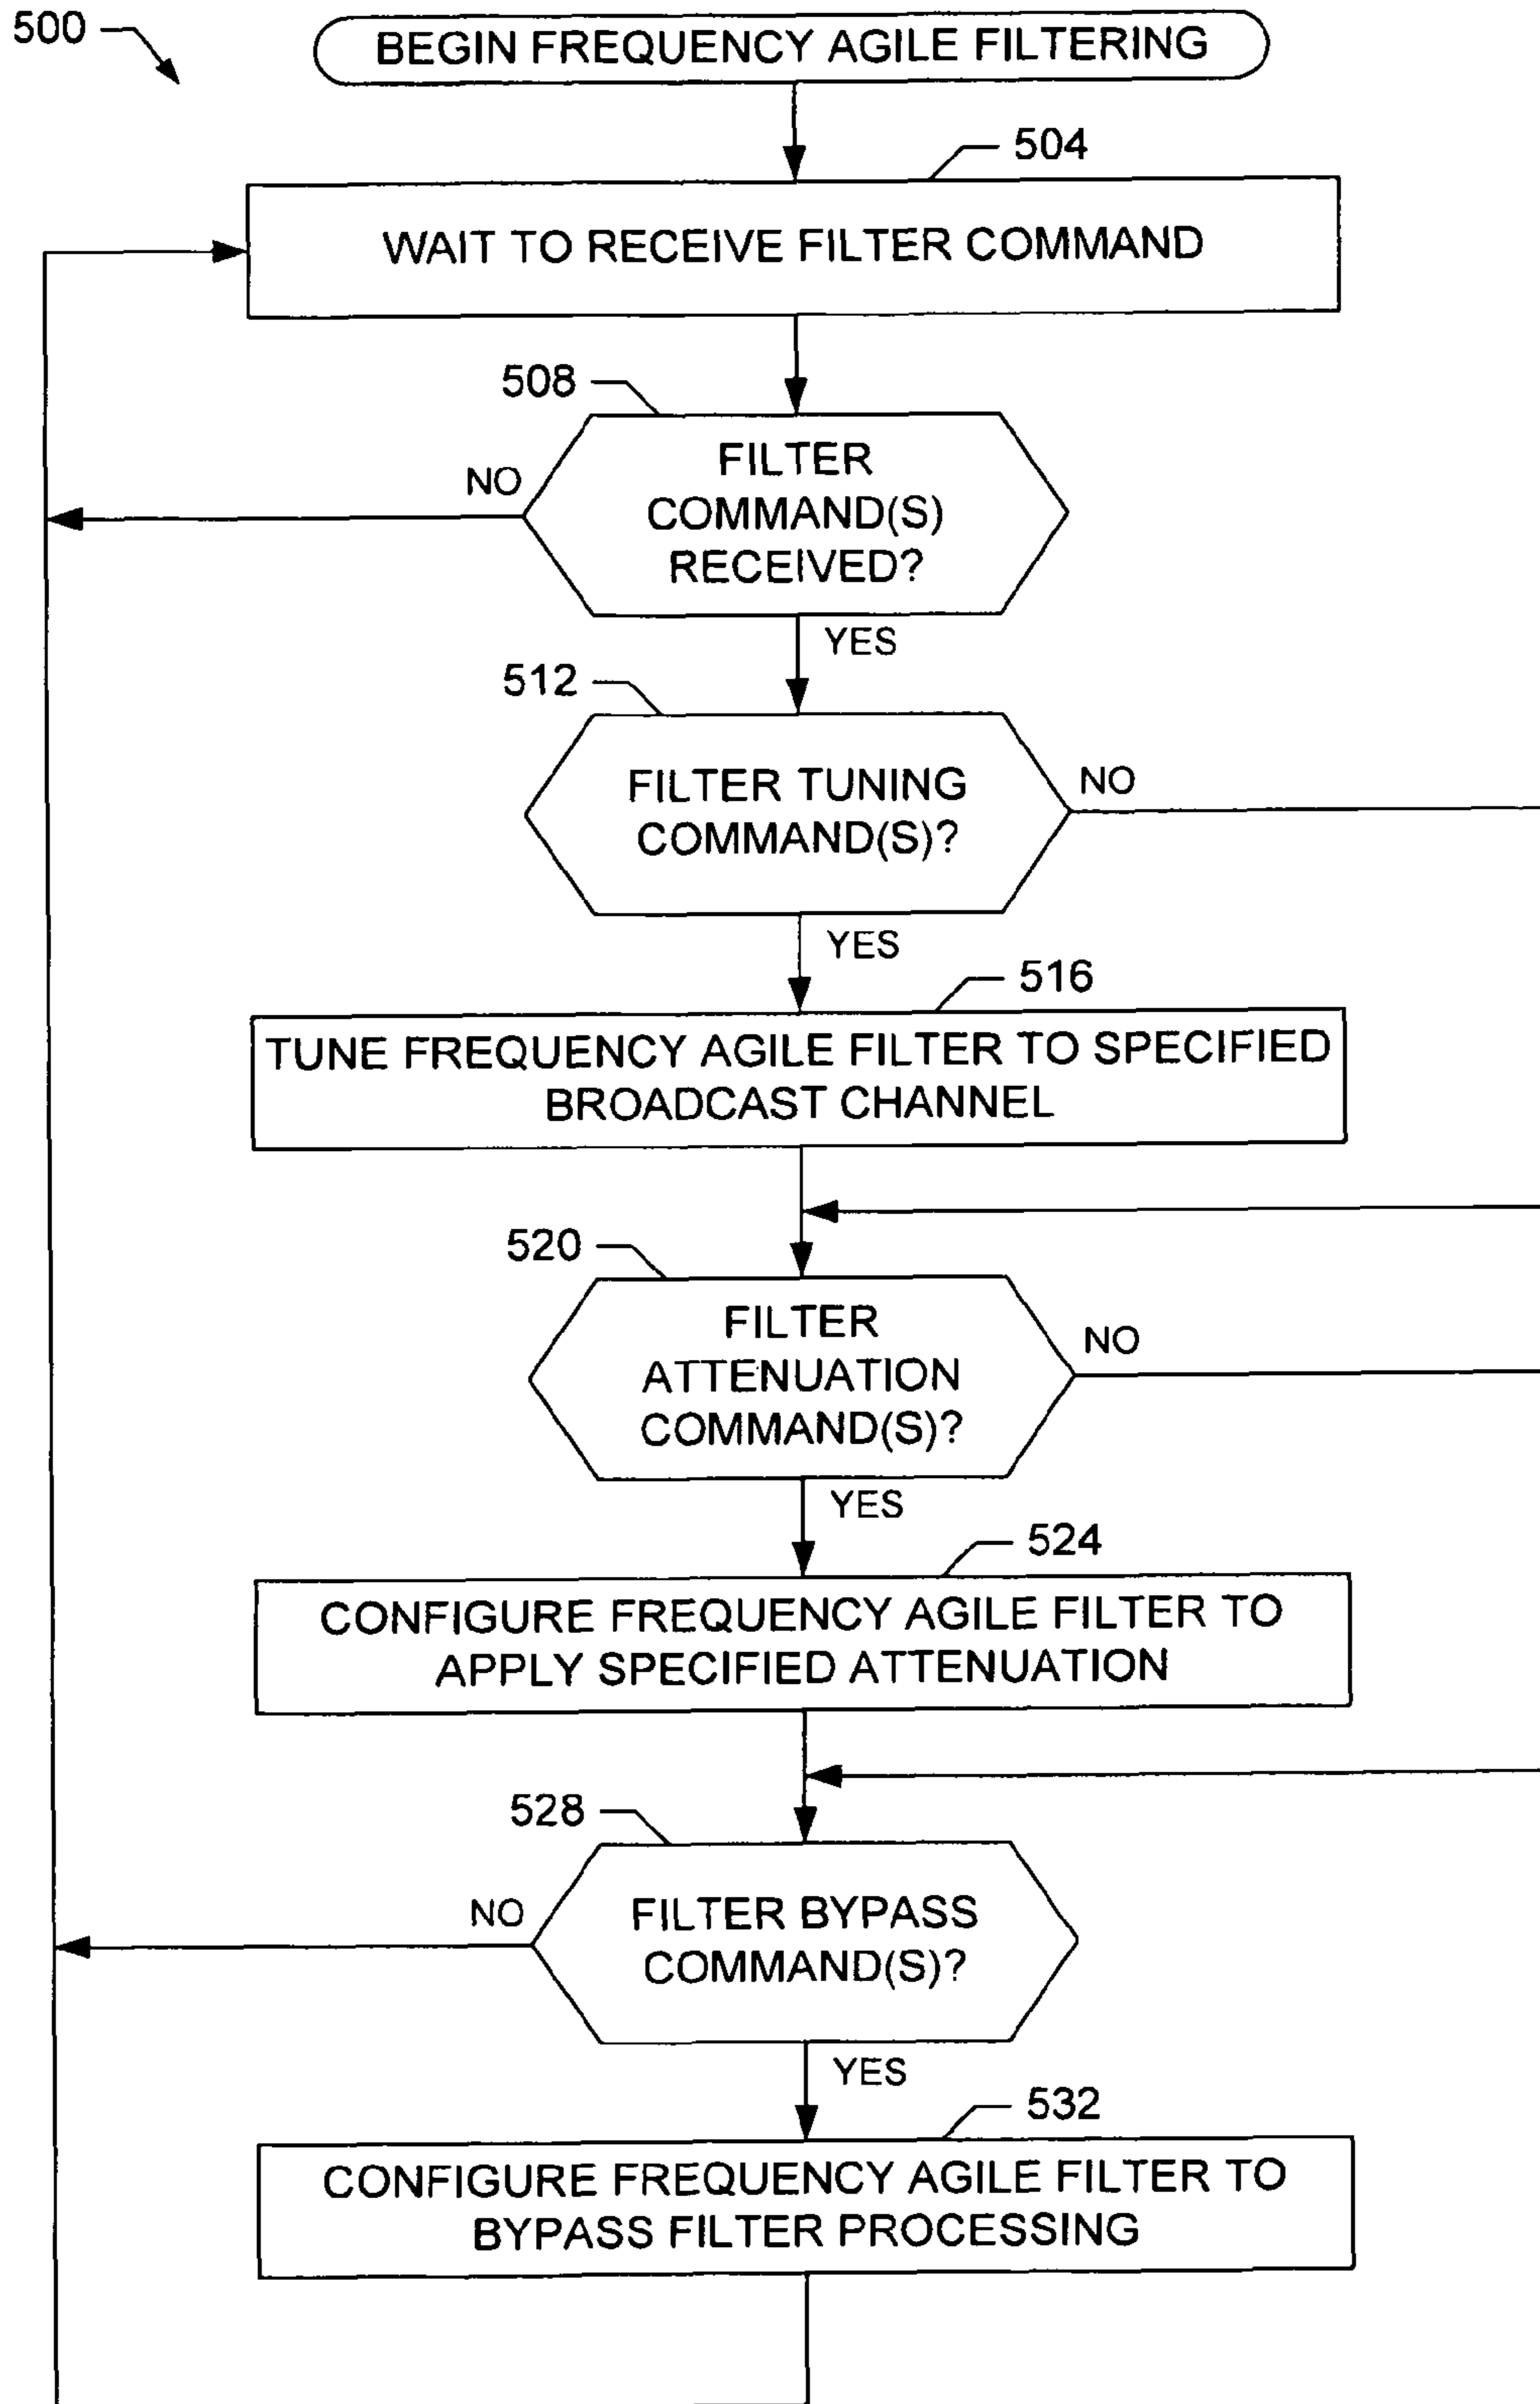 500
BEGIN FREQUENCY AGILE FILTERING
504
WAIT TO RECEIVE FILTER COMMAND
508
FILTER
COMMAND(S)
RECEIVED?
NO
YES
512
FILTER TUNING
COMMAND(S)?
NO
YES
516
TUNE FREQUENCY AGILE FILTER TO SPECIFIED
BROADCAST CHANNEL
520
FILTER
ATTENUATION
COMMAND(S)?
NO
YES
524
CONFIGURE FREQUENCY AGILE FILTER TO
APPLY SPECIFIED ATTENUATION
528
FILTER BYPASS
COMMAND(S)?
NO
YES
532
CONFIGURE FREQUENCY AGILE FILTER TO
BYPASS FILTER PROCESSING